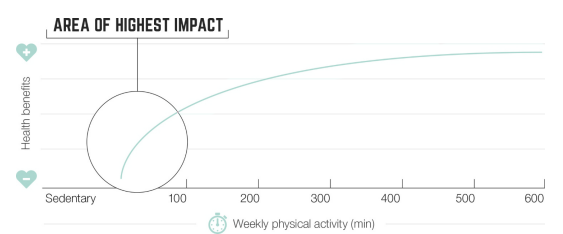 AREA OF HIGHEST IMPACT
Health benefits
Sedentary 100 200 300 400 500 600
Weekly physical activity (min)